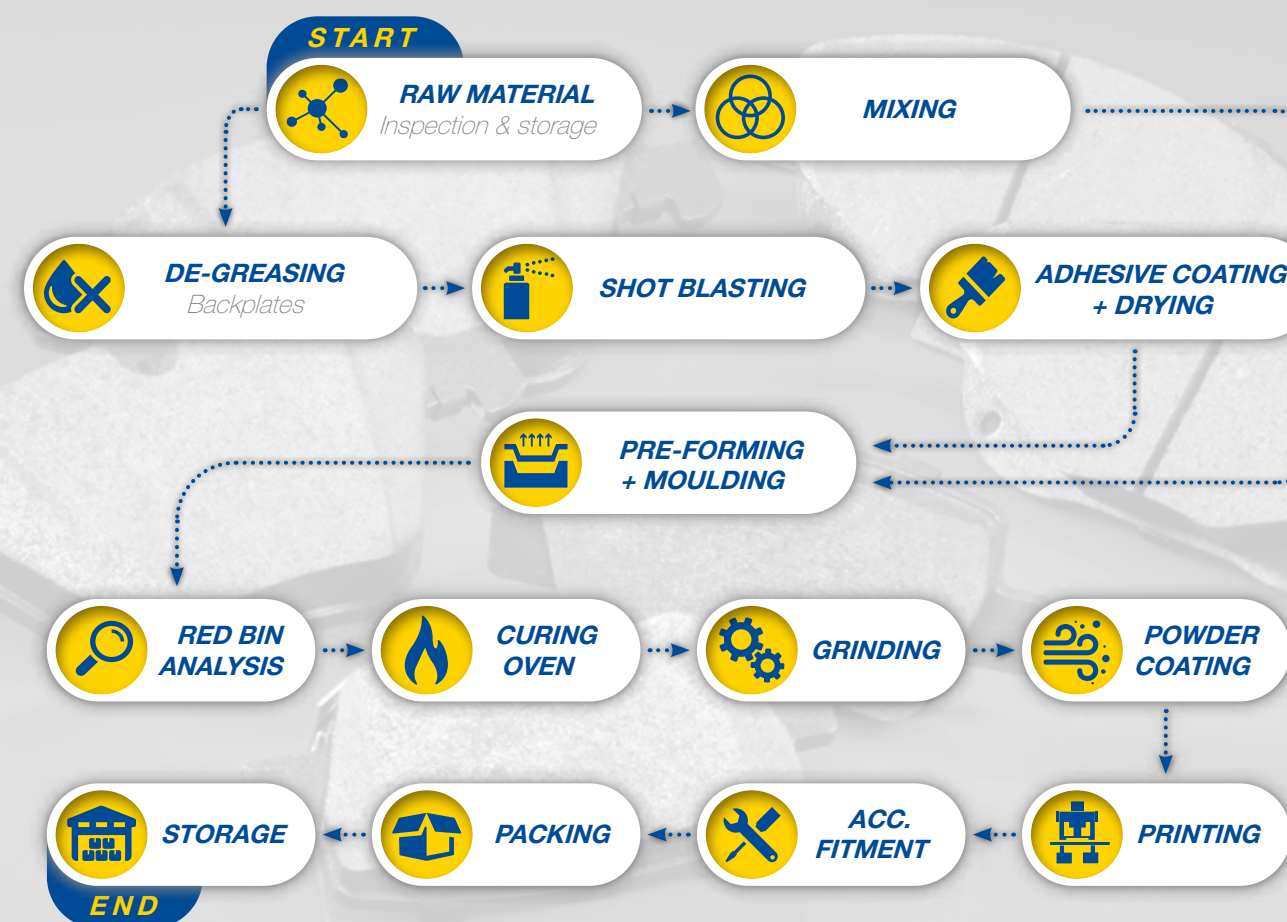 START
RAW MATERIAL
Inspection & storage
MIXING
DE-GREASING
Backplates
SHOT BLASTING
ADHESIVE COATING
+ DRYING
PRE-FORMING
+ MOULDING
RED BIN
ANALYSIS
CURING
OVEN
GRINDING
POWDER
COATING
STORAGE
PACKING
ACC.
FITMENT
PRINTING
END